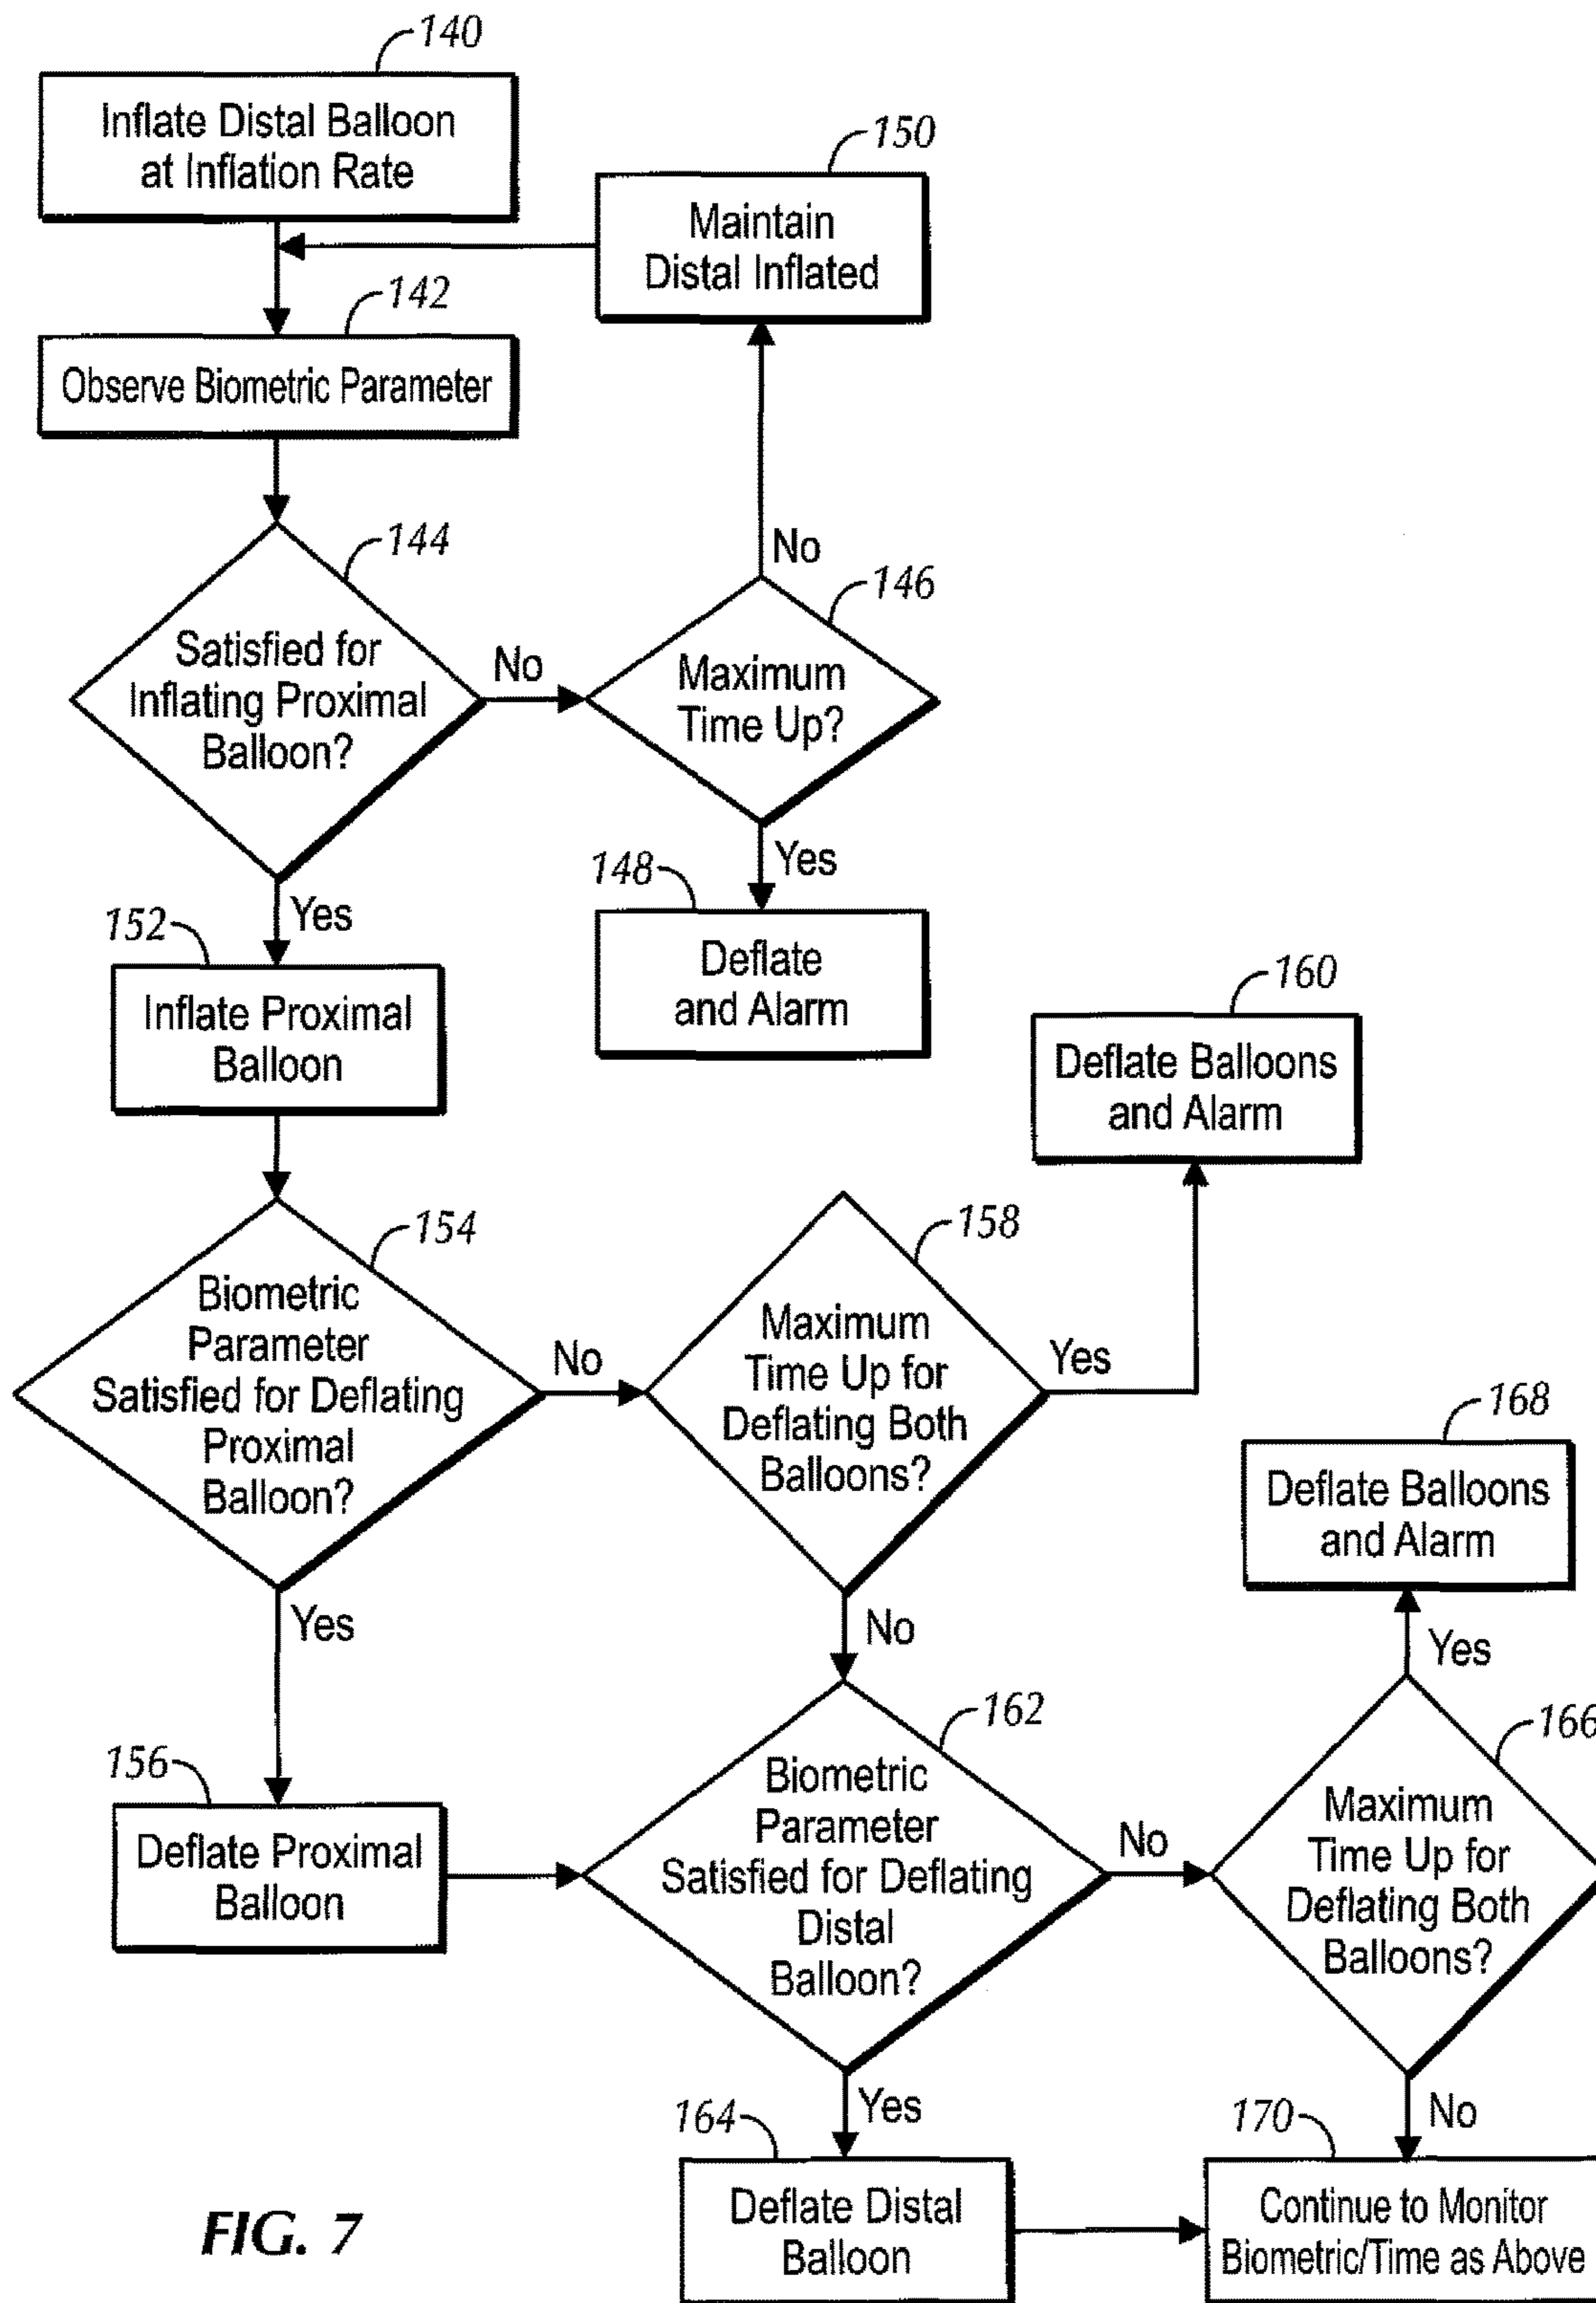 140
Inflate Distal Balloon
at Inflation Rate
150
Maintain
Distal Inflated
142
Observe Biometric Parameter
144
Satisfied for
Inflating Proximal
Balloon?
No
No
146
Maximum
Time Up?
Yes
148
Deflate
and Alarm
Yes
152
Inflate Proximal
Balloon
160
Deflate Balloons
and Alarm
154
Biometric
Parameter
Satisfied for Deflating
Proximal
Balloon?
No
158
Maximum
Time Up for
Deflating Both
Balloons?
Yes
168
Deflate Balloons
and Alarm
Yes
Yes
No
156
Deflate Proximal
Balloon
162
Biometric
Parameter
Satisfied for Deflating
Distal
Balloon?
No
166
Maximum
Time Up for
Deflating Both
Balloons?
Yes
164
Deflate Distal
Balloon
No
170
Continue to Monitor
Biometric/Time as Above
FIG. 7